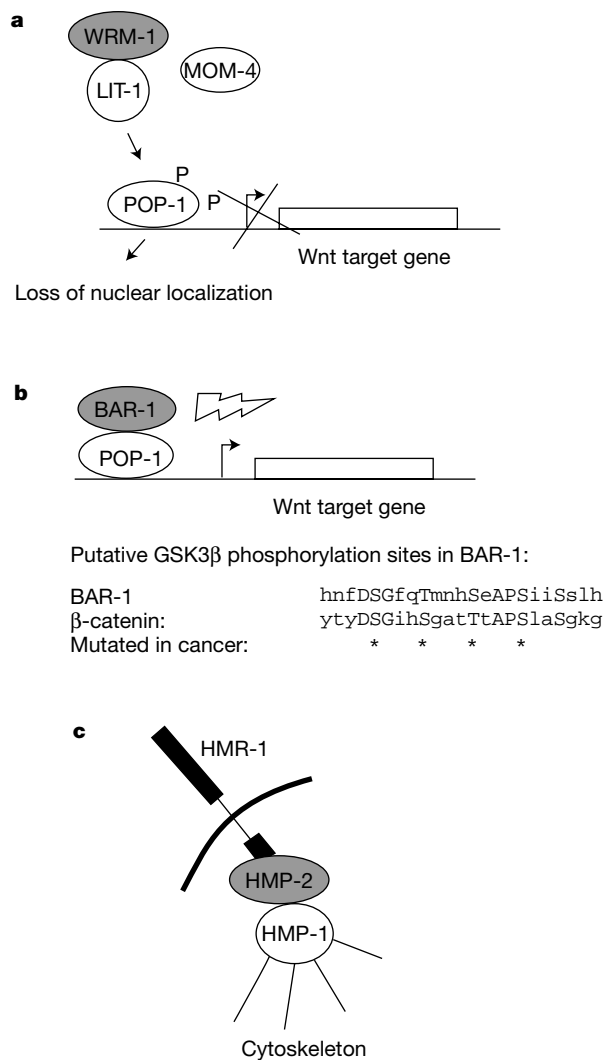 a
WRM-1
LIT-1
MOM-4
P
POP-1
P
Wnt target gene
Loss of nuclear localization
b
BAR-1
POP-1
Wnt target gene
Putative GSK3β phosphorylation sites in BAR-1:
BAR-1 hnfDSGfqTmnhSeAPSiiSslh
β-catenin: ytyDSGihSgatTtAPSlaSgkg
Mutated in cancer: * * * *
c
HMR-1
HMP-2
HMP-1
Cytoskeleton